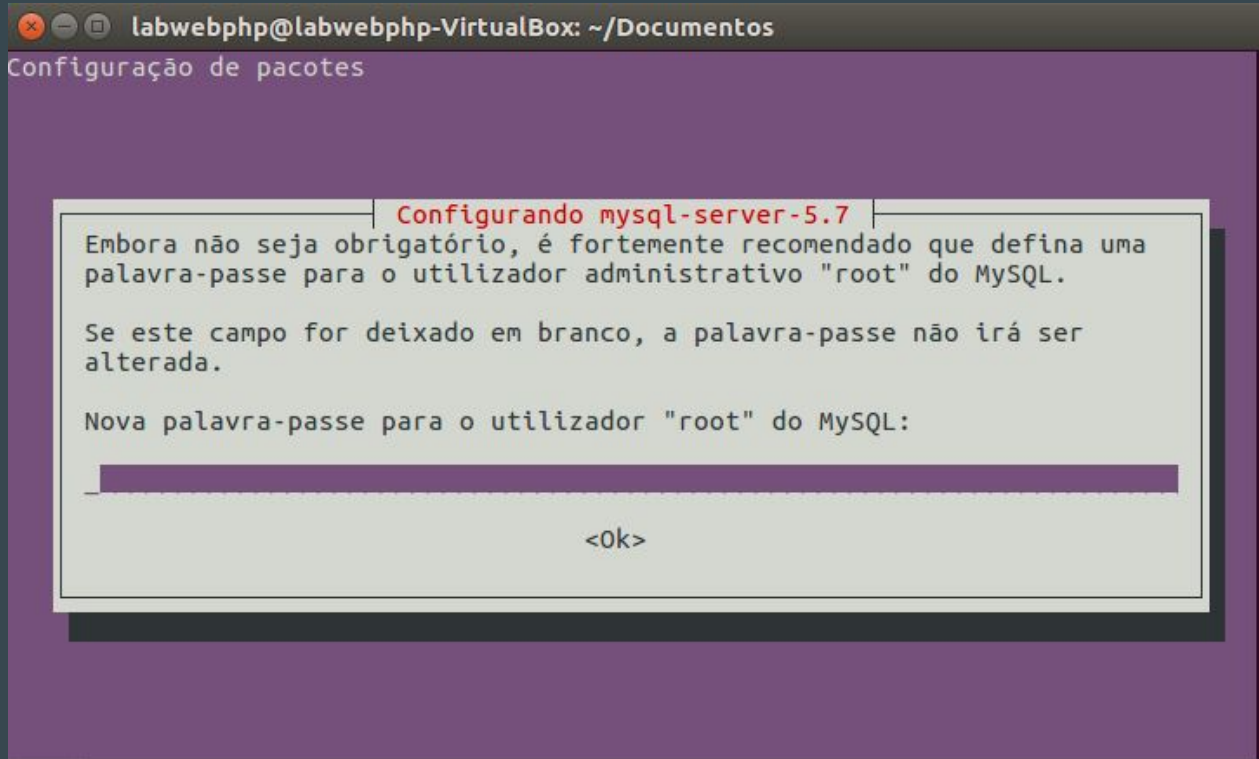 labwebphp@labwebphp-VirtualBox: ~/Documentos
Configuração de pacotes
Configurando mysql-server-5.7
Embora não seja obrigatório, é fortemente recomendado que defina uma
palavra-passe para o utilizador administrativo "root" do MySQL.
Se este campo for deixado em branco, a palavra-passe não irá ser
alterada.
Nova palavra-passe para o utilizador "root" do MySQL:
<Ok>